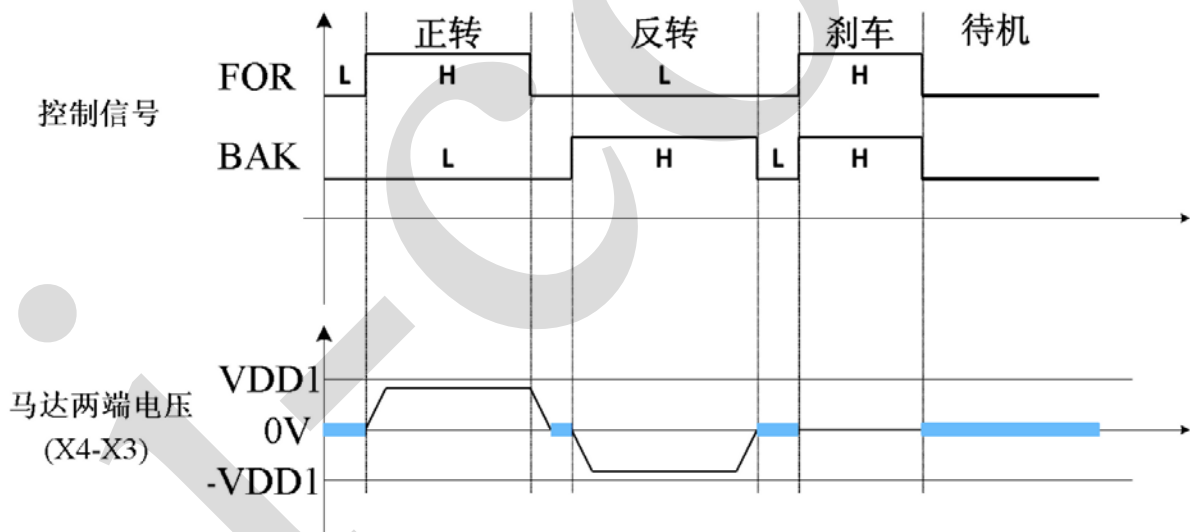 正转 反转 刹车 待机
FOR L H L H
控制信号
BAK L H L H
VDD1
马达两端电压
0V
(X4-X3)
-VDD1